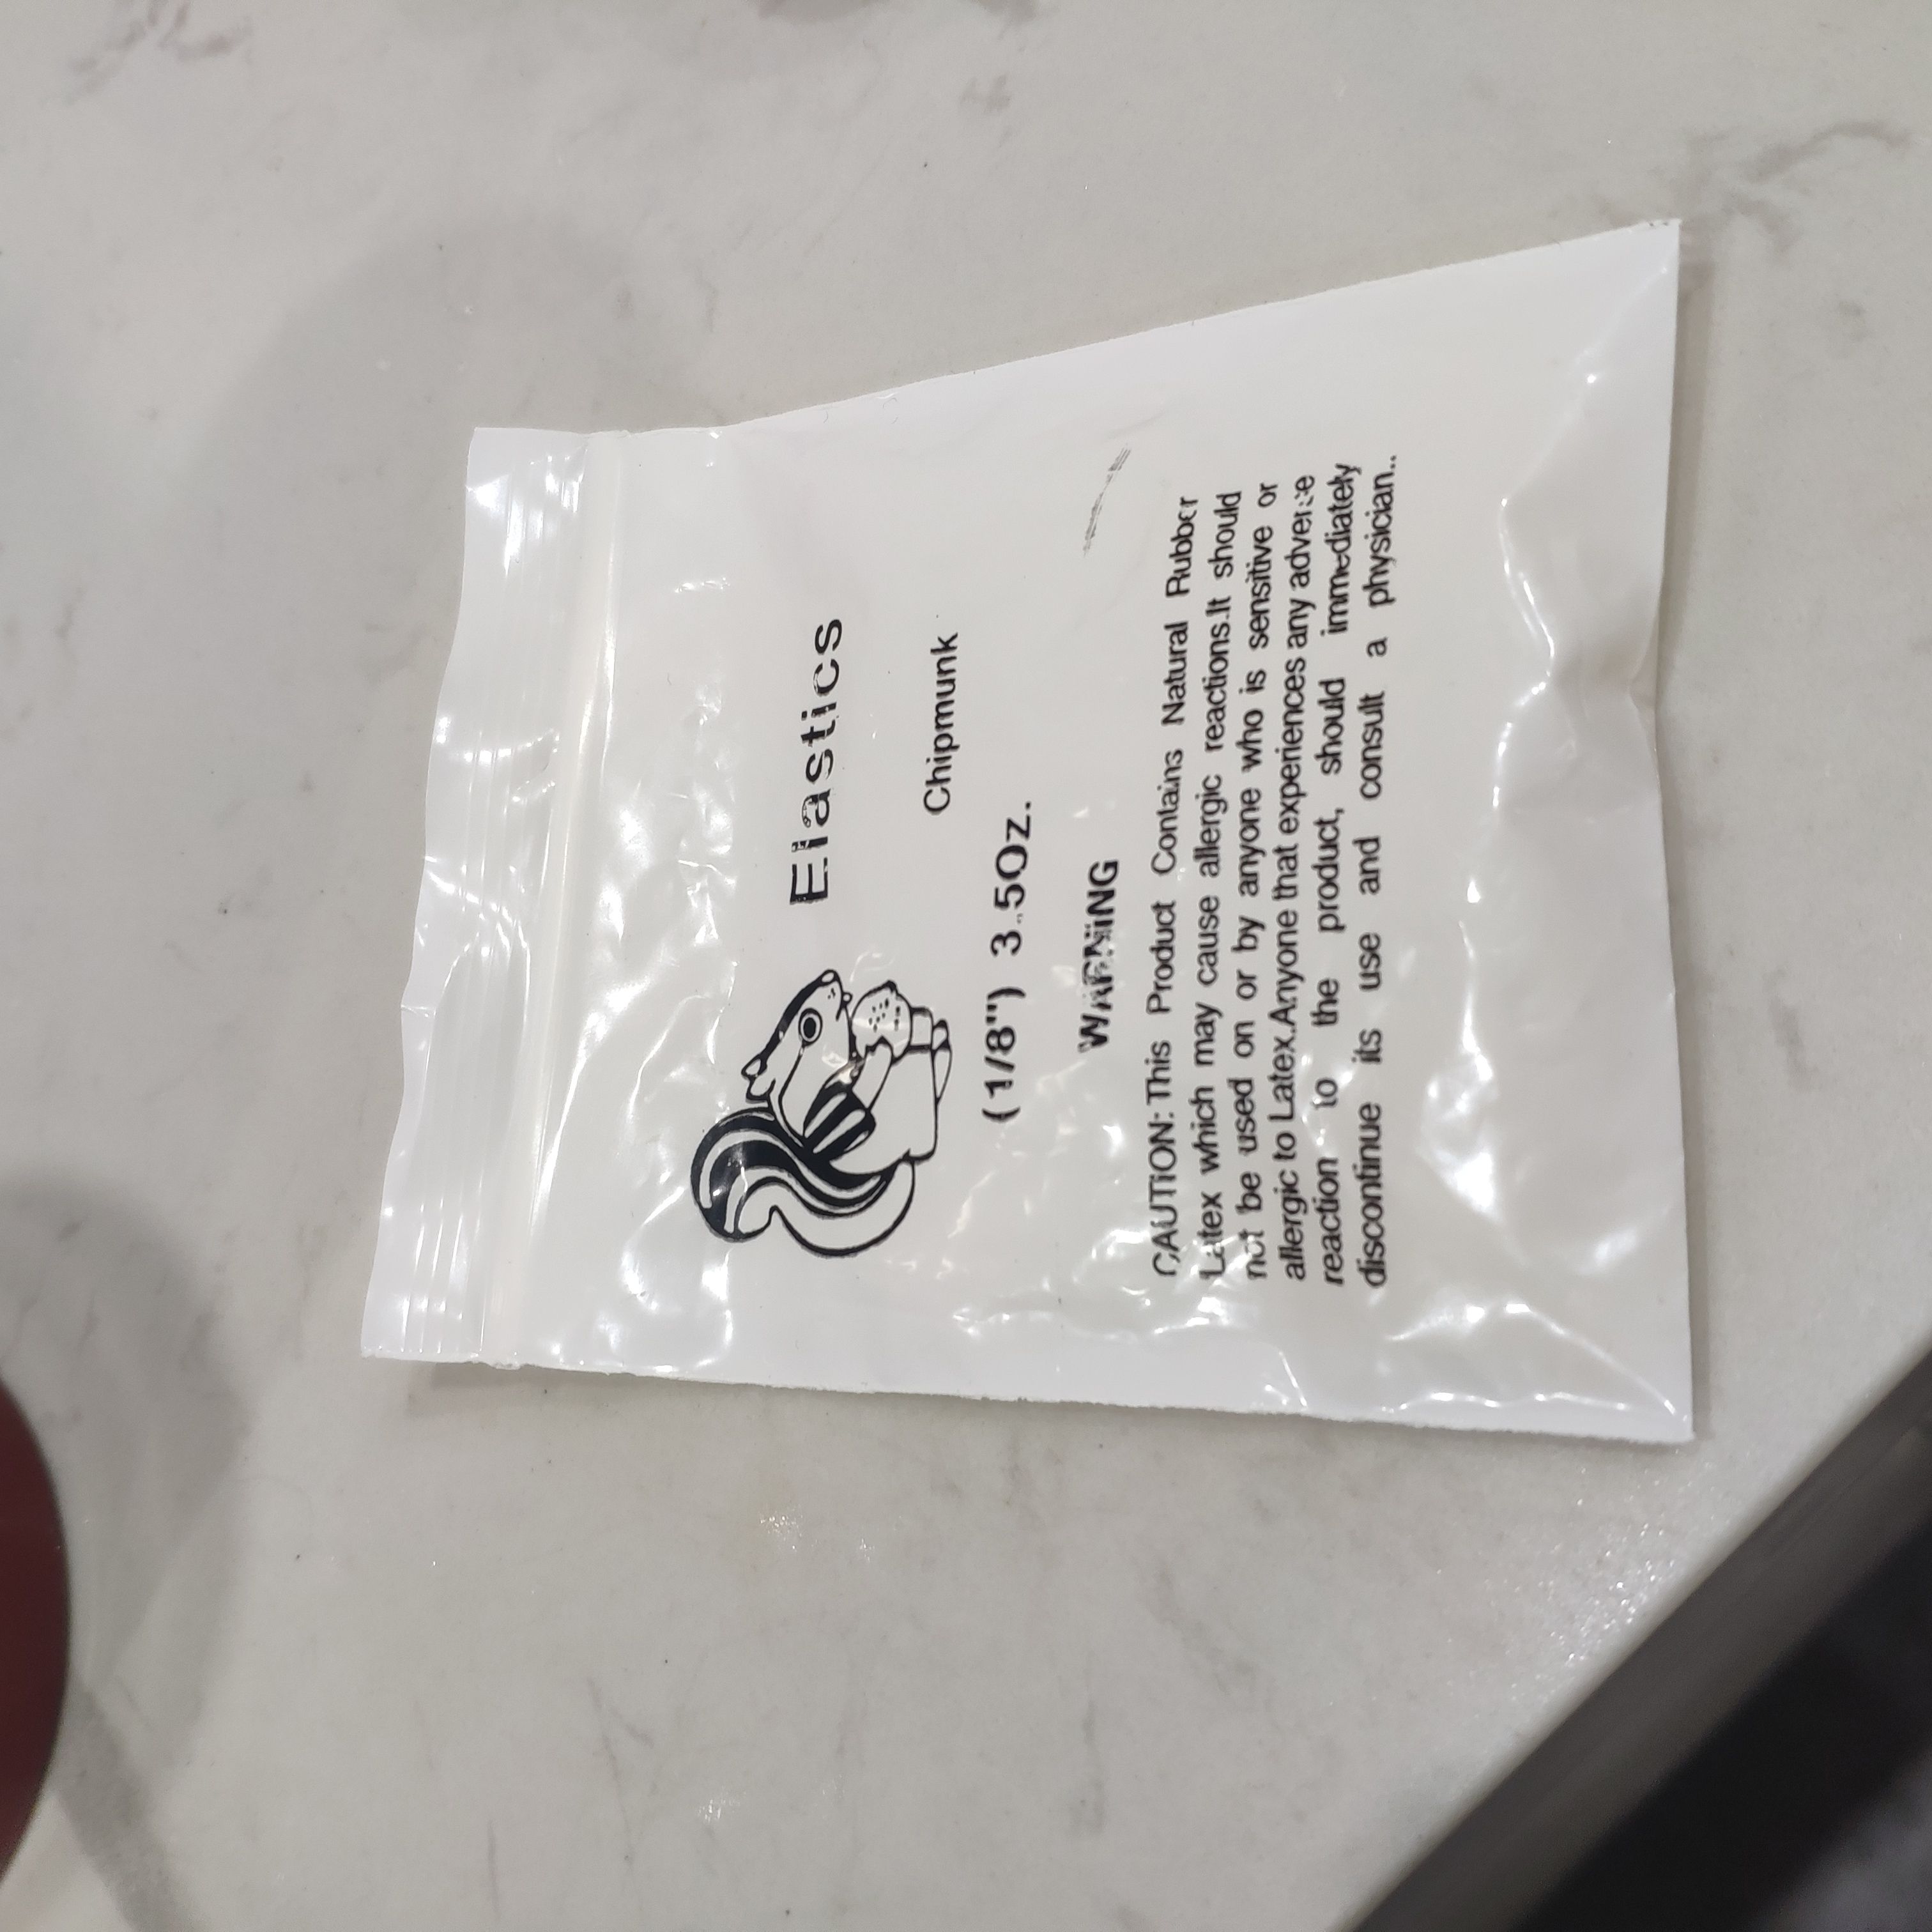 Elastics
Chipmunk
(1/8") 3.5Oz.
WARNiNG
CAUTiON: This Product Contains Natural Rubber
Latex which may cause allergic reactions.It should
not be used on or by anyone who is sensitive or
allergic to Latex.Anyone that experiences any adverse
reaction to the product, should immediately
discontinue its use and consult a physician..